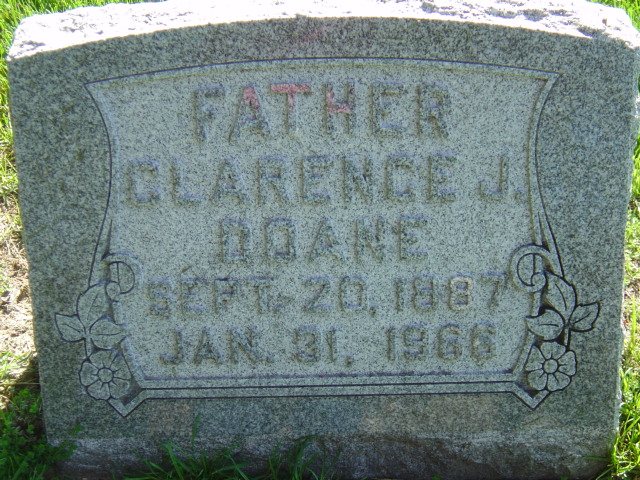 FATHER
CLARENCE J.
DOANE
SEPT. 20, 1887
JAN. 31, 1966